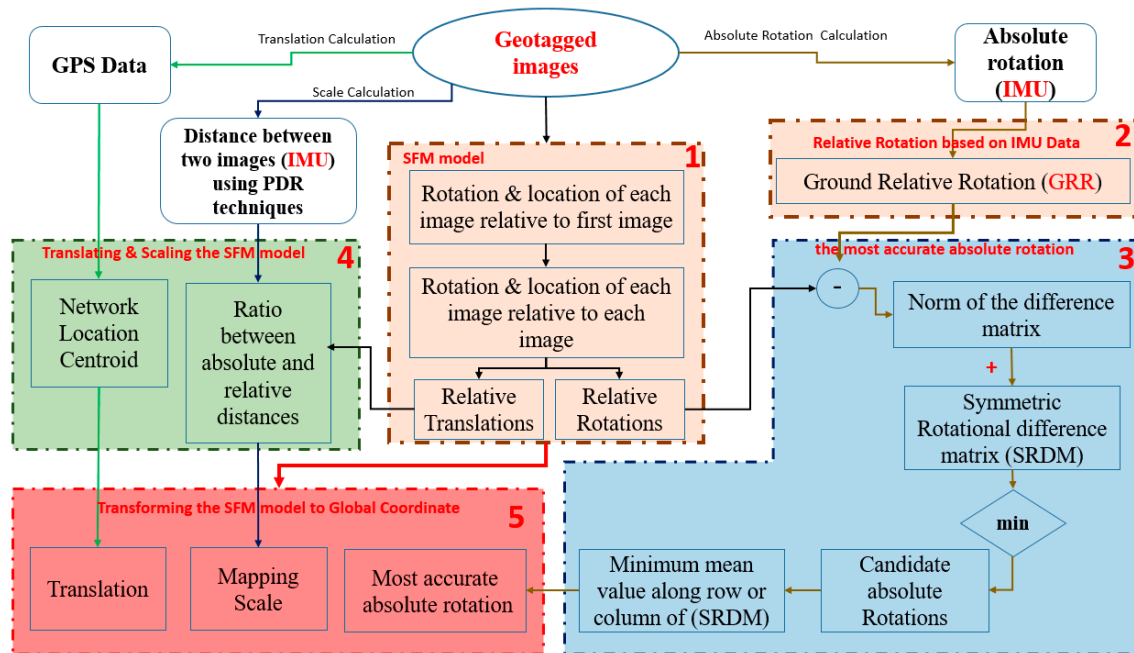 Translation Calculation
Geotagged
images
Absolute Rotation Calculation
GPS Data
Absolute
rotation
(IMU)
Scale Calculation
Distance between
two images (IMU)
using PDR
techniques
1
SFM model
Rotation & location of each
image relative to first image
Rotation & location of each
image relative to each
image
Relative
Translations
Relative
Rotations
2
Relative Rotation based on IMU Data
Ground Relative Rotation (GRR)
the most accurate absolute rotation
3
-
Norm of the difference
matrix
+
Symmetric
Rotational difference
matrix (SRDM)
min
Candidate
absolute
Rotations
Minimum mean
value along row or
column of (SRDM)
Translating & Scaling the SFM model
4
Network
Location
Centroid
Ratio
between
absolute and
relative
distances
Transforming the SFM model to Global Coordinate
5
Translation
Mapping
Scale
Most accurate
absolute rotation